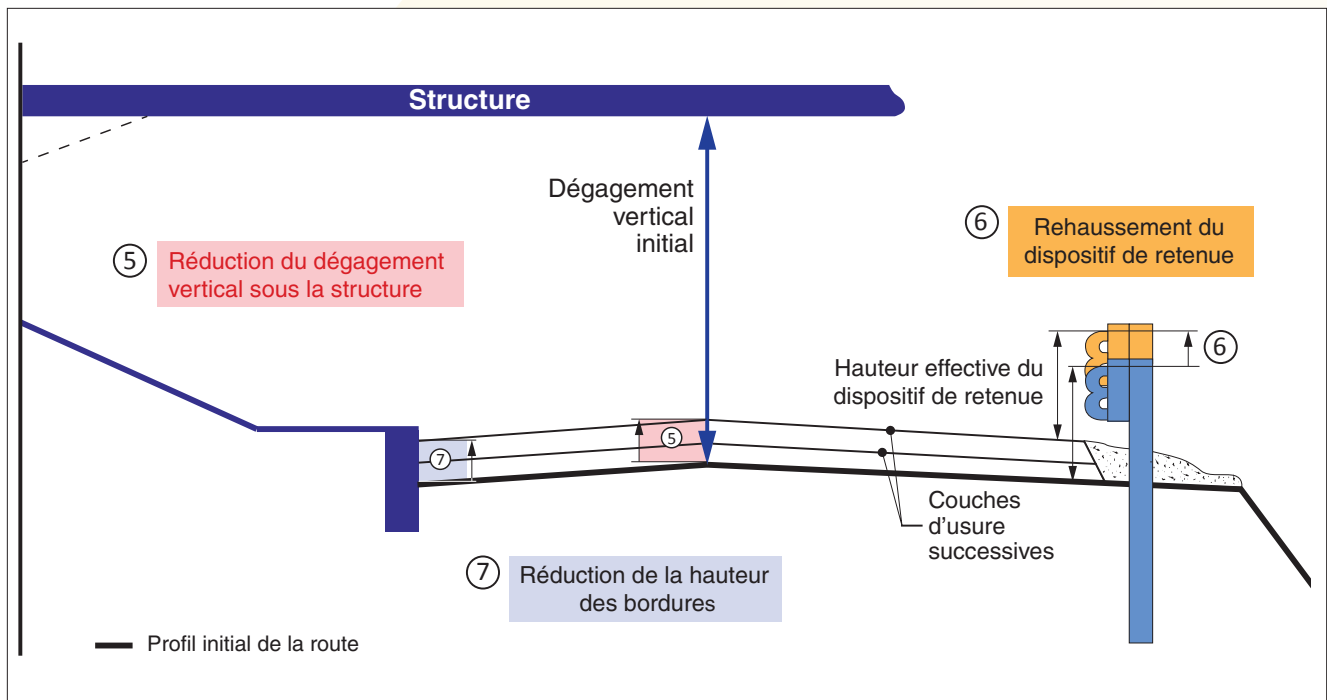 Structure
Dégagement
vertical
initial
⑥
Rehaussement du
dispositif de retenue
⑤
Réduction du dégagement
vertical sous la structure
⑥
Hauteur effective du
dispositif de retenue
⑤
⑦
Couches
d'usure
successives
⑦
Réduction de la hauteur
des bordures
Profil initial de la route